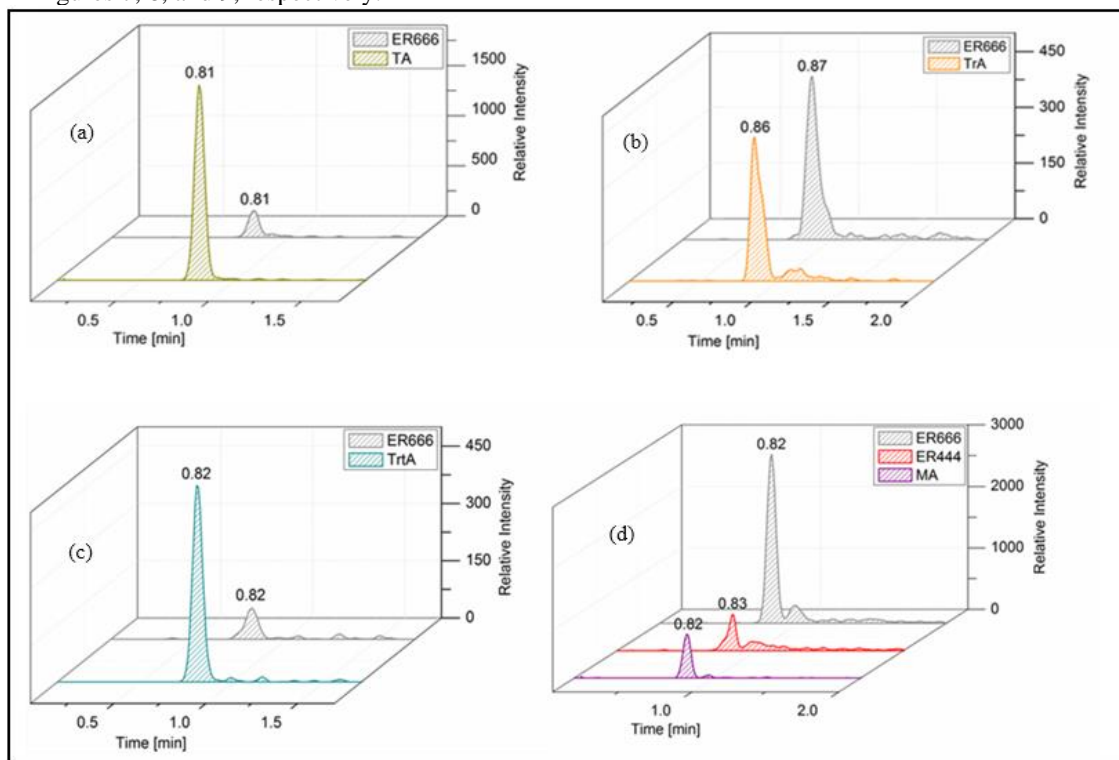 ER666
TA
0.81
0.81
(a)
1500
1000
500
0
Relative Intensity
0.5
1.0
1.5
Time [min]
ER666
TrA
0.87
0.86
(b)
450
300
150
0
Relative Intensity
0.5
1.0
1.5
2.0
Time [min]
ER666
TrtA
0.82
0.82
(c)
450
300
150
0
Relative Intensity
0.5
1.0
1.5
Time [min]
ER666
ER444
MA
0.82
0.83
0.82
(d)
3000
2000
1000
0
Relative Intensity
1.0
2.0
Time [min]